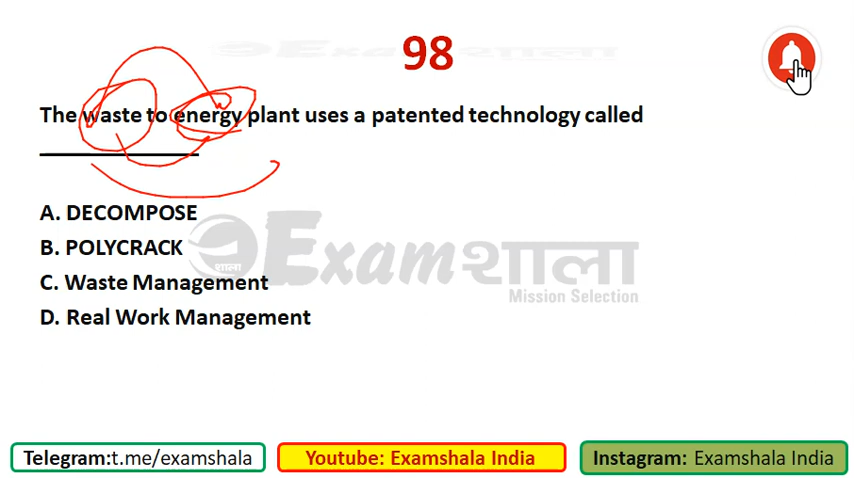 98
The waste to energy plant uses a patented technology called
A. DECOMPOSE
B. POLYCRACK
C. Waste Management
D. Real Work Management
शाला
Examशाला
Mission Selection
Telegram:t.me/examshala
Youtube: Examshala India
Instagram: Examshala India